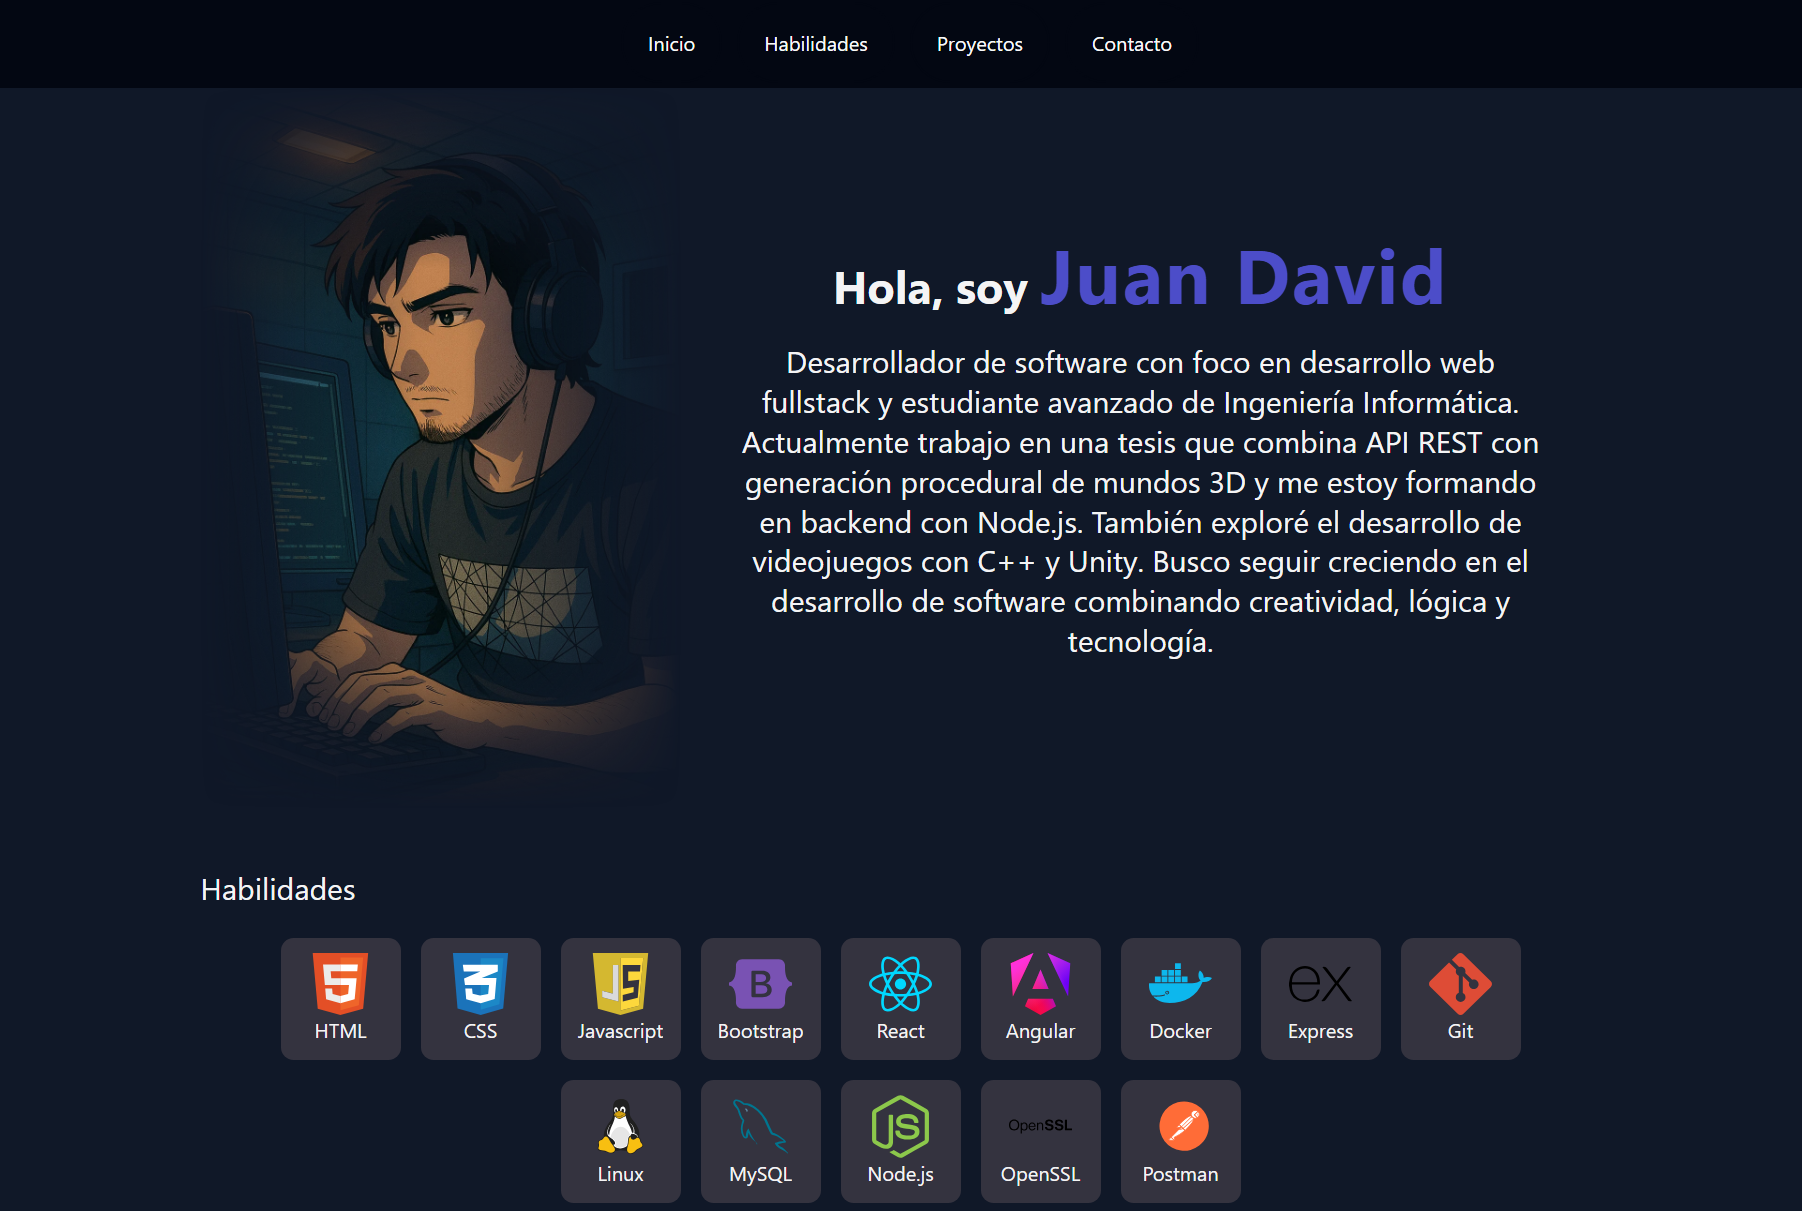 Inicio Habilidades Proyectos Contacto
Hola, soy Juan David
Desarrollador de software con foco en desarrollo web
fullstack y estudiante avanzado de Ingeniería Informática.
Actualmente trabajo en una tesis que combina API REST con
generación procedural de mundos 3D y me estoy formando
en backend con Node.js. También exploré el desarrollo de
videojuegos con C++ y Unity. Busco seguir creciendo en el
desarrollo de software combinando creatividad, lógica y
tecnología.
Habilidades
5 3 JS B A ex
HTML CSS Javascript Bootstrap React Angular Docker Express Git
JS OpenSSL
Linux MySQL Node.js OpenSSL Postman